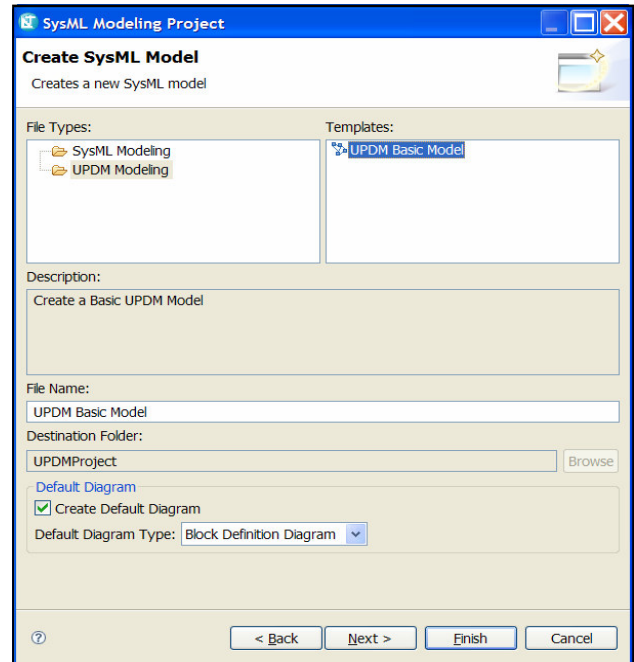 SysML Modeling Project
Create SysML Model
Creates a new SysML model
File Types:
Templates:
SysML Modeling
UPDM Modeling
UPDM Basic Model
Description:
Create a Basic UPDM Model
File Name:
UPDM Basic Model
Destination Folder:
UPDMProject
Browse
Default Diagram
Create Default Diagram
Default Diagram Type: Block Definition Diagram
? < Back Next > Finish Cancel